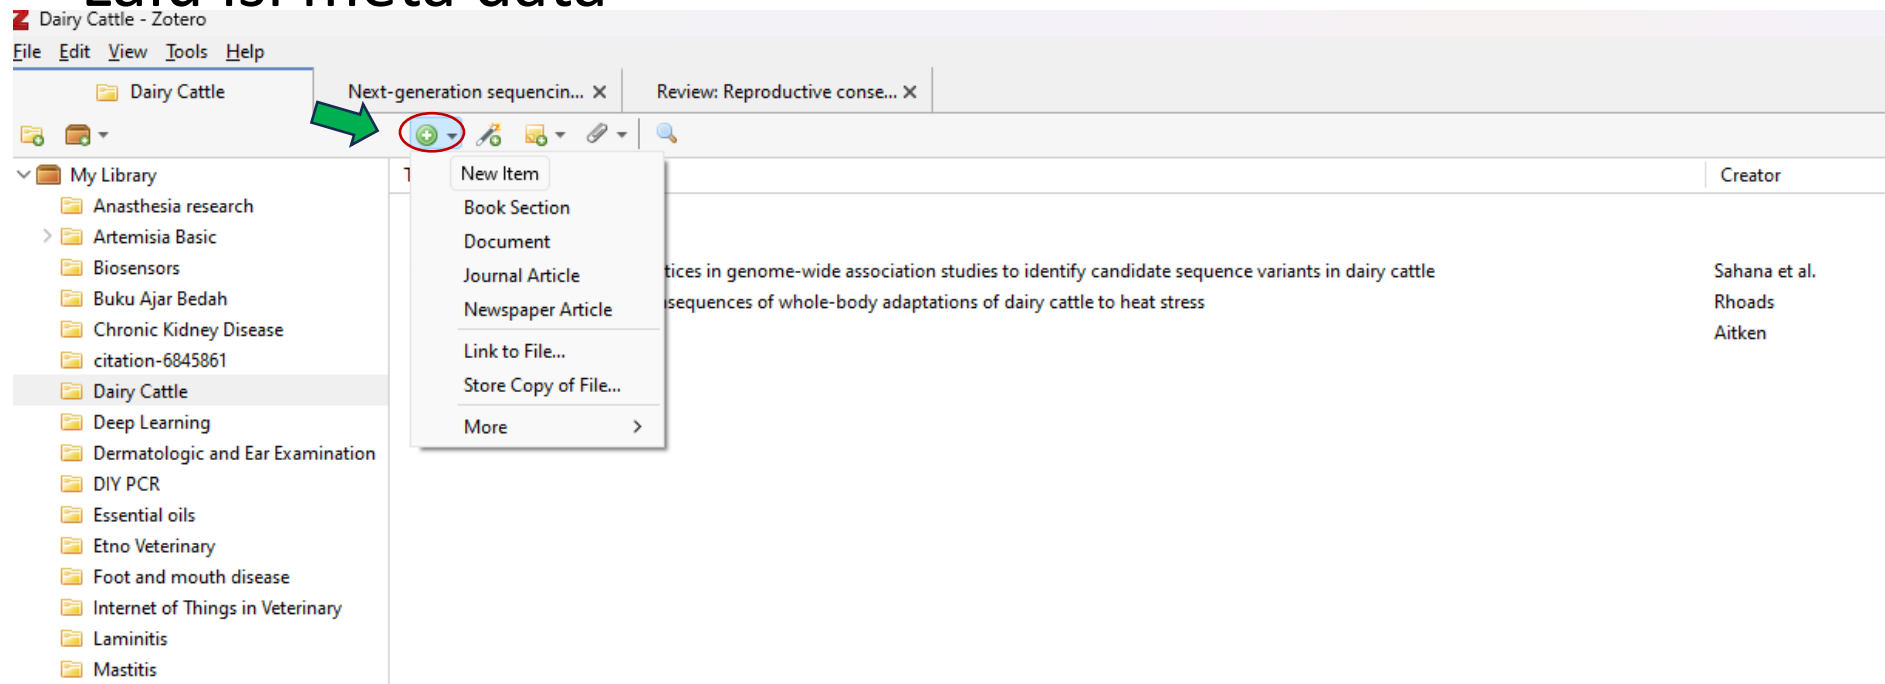 Dairy Cattle - Zotero
File Edit View Tools Help
Dairy Cattle Next-generation sequencin... Review: Reproductive conse...
My Library
Anasthesia research
Artemisia Basic
Biosensors
Buku Ajar Bedah
Chronic Kidney Disease
citation-6845861
Dairy Cattle
Deep Learning
Dermatologic and Ear Examination
DIY PCR
Essential oils
Etno Veterinary
Foot and mouth disease
Internet of Things in Veterinary
Laminitis
Mastitis
New Item
Book Section
Document
Journal Article
Newspaper Article
Link to File...
Store Copy of File...
More
Creator
in genome-wide association studies to identify candidate sequence variants in dairy cattle Sahana et al.
of whole-body adaptations of dairy cattle to heat stress Rhoads
Aitken